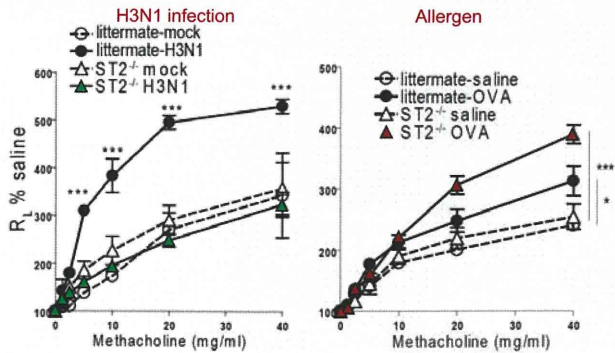 H3N1 infection
littermate-mock
littermate-H3N1
ST2⁻/⁻ mock
ST2⁻/⁻ H3N1
600
500
400
300
200
100
R_L % saline
***
***
***
***
0
10
20
30
40
Methacholine (mg/ml)
Allergen
littermate-saline
littermate-OVA
ST2⁻/⁻ saline
ST2⁻/⁻ OVA
500
400
300
200
100
***
*
0
10
20
30
40
Methacholine (mg/ml)